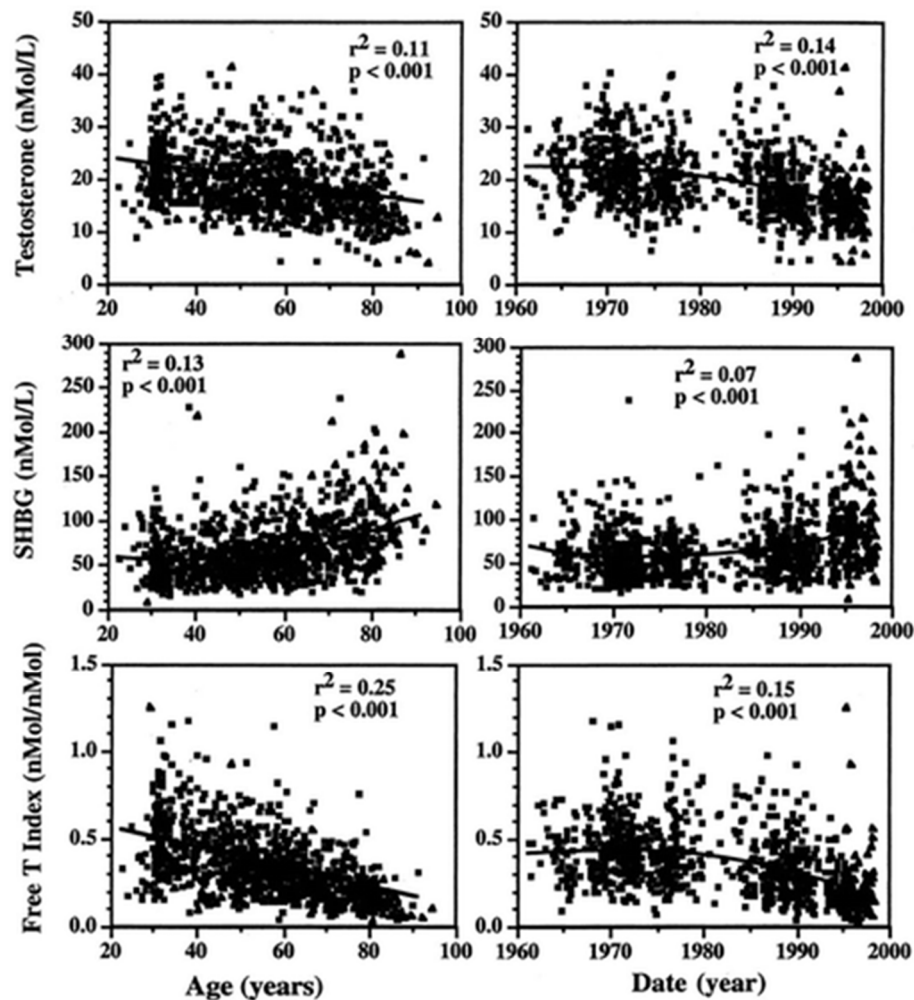 50
40
30
20
10
0
Testosterone (nMol/L)
r2 = 0.11
p < 0.001
20 40 60 80 100
r2 = 0.14
p < 0.001
50
40
30
20
10
0
1960 1970 1980 1990 2000
300
250
200
150
100
50
0
SHBG (nMol/L)
r2 = 0.13
p < 0.001
20 40 60 80 100
300
250
200
150
100
50
0
r2 = 0.07
p < 0.001
1960 1970 1980 1990 2000
1.5
1.0
0.5
0.0
Free T Index (nMol/nMol)
r2 = 0.25
p < 0.001
20 40 60 80 100
Age (years)
1.5
1.0
0.5
0.0
r2 = 0.15
p < 0.001
1960 1970 1980 1990 2000
Date (year)